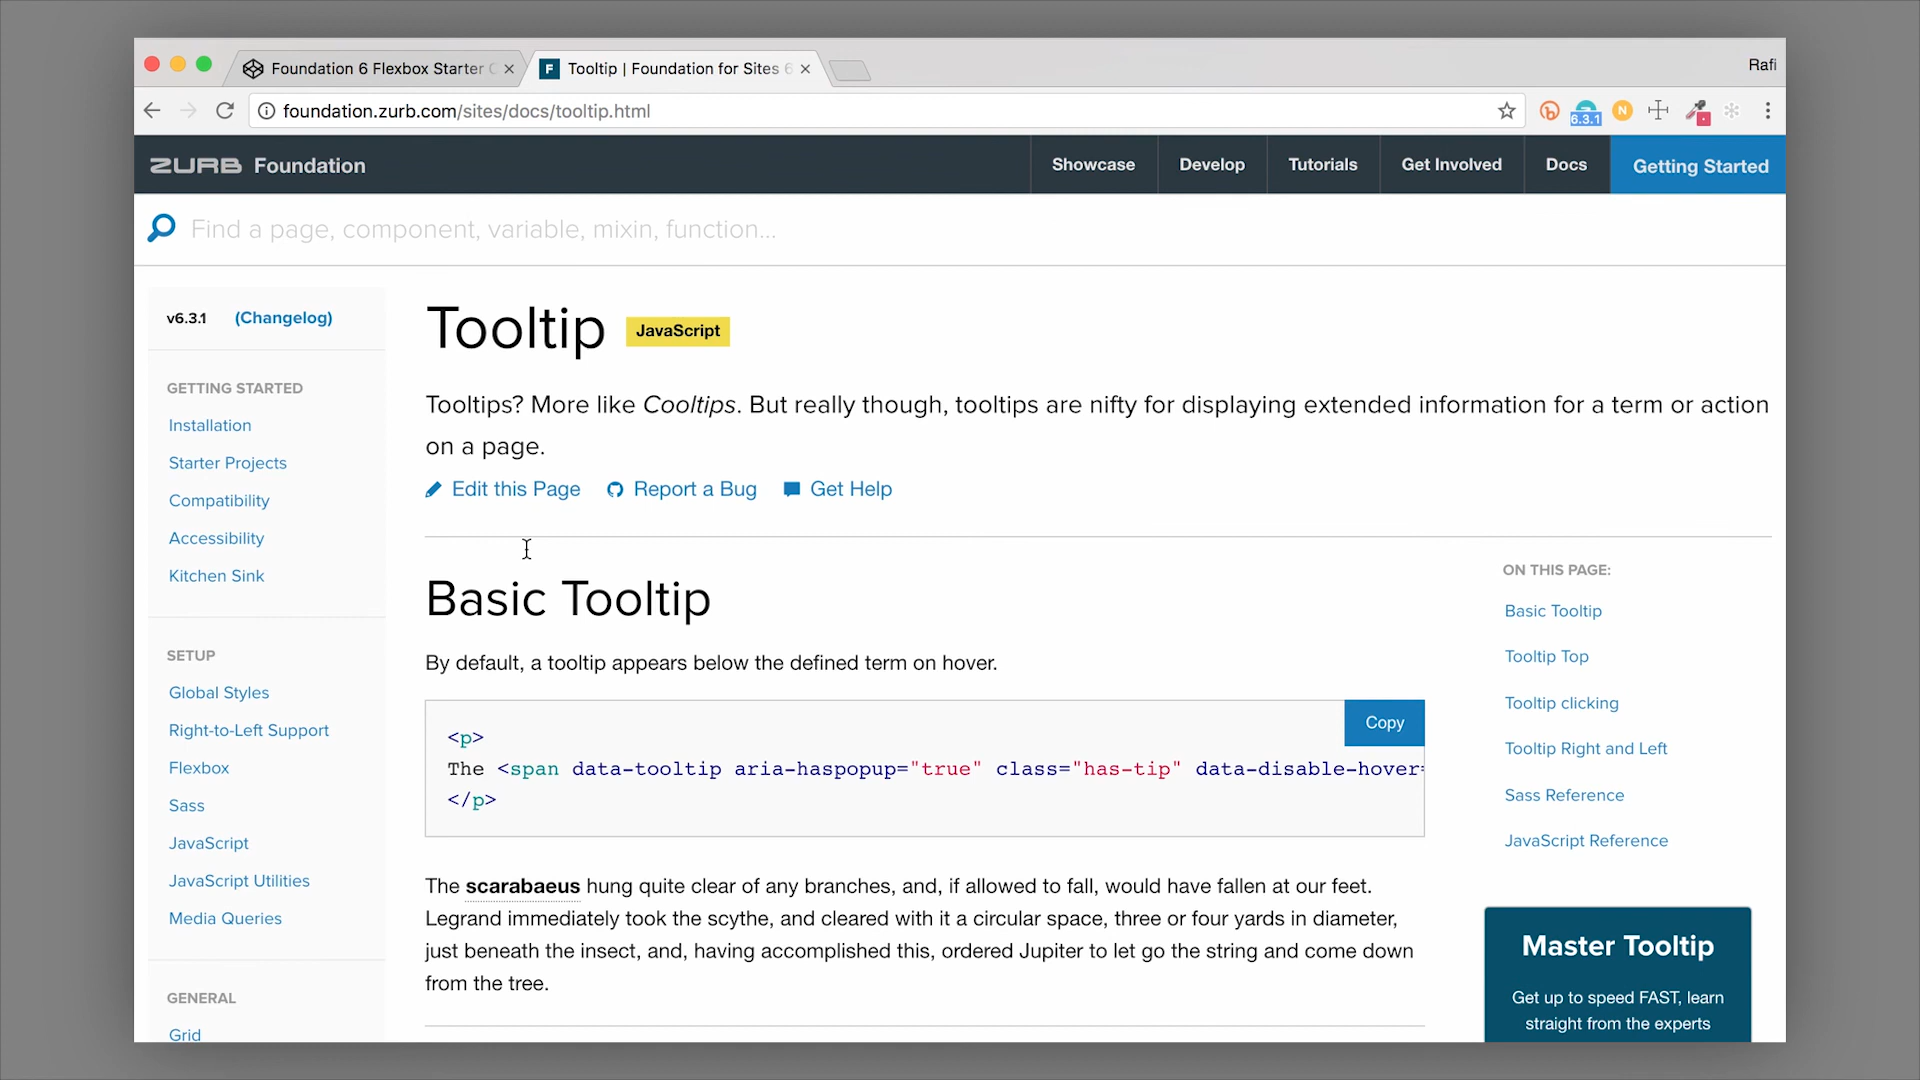 Foundation 6 Flexbox Starter C
Tooltip | Foundation for Sites 6
Rafi
foundation.zurb.com/sites/docs/tooltip.html
6.3.1
N
ZURB Foundation
Showcase
Develop
Tutorials
Get Involved
Docs
Getting Started
Find a page, component, variable, mixin, function...
v6.3.1 (Changelog)
GETTING STARTED
Installation
Starter Projects
Compatibility
Accessibility
Kitchen Sink
SETUP
Global Styles
Right-to-Left Support
Flexbox
Sass
JavaScript
JavaScript Utilities
Media Queries
GENERAL
Grid
Tooltip JavaScript
Tooltips? More like Cooltips. But really though, tooltips are nifty for displaying extended information for a term or action
on a page.
Edit this Page Report a Bug Get Help
Basic Tooltip
By default, a tooltip appears below the defined term on hover.
Copy
<p>
The <span data-tooltip aria-haspopup="true" class="has-tip" data-disable-hover=
</p>
The scarabaeus hung quite clear of any branches, and, if allowed to fall, would have fallen at our feet.
Legrand immediately took the scythe, and cleared with it a circular space, three or four yards in diameter,
just beneath the insect, and, having accomplished this, ordered Jupiter to let go the string and come down
from the tree.
ON THIS PAGE:
Basic Tooltip
Tooltip Top
Tooltip clicking
Tooltip Right and Left
Sass Reference
JavaScript Reference
Master Tooltip
Get up to speed FAST, learn
straight from the experts